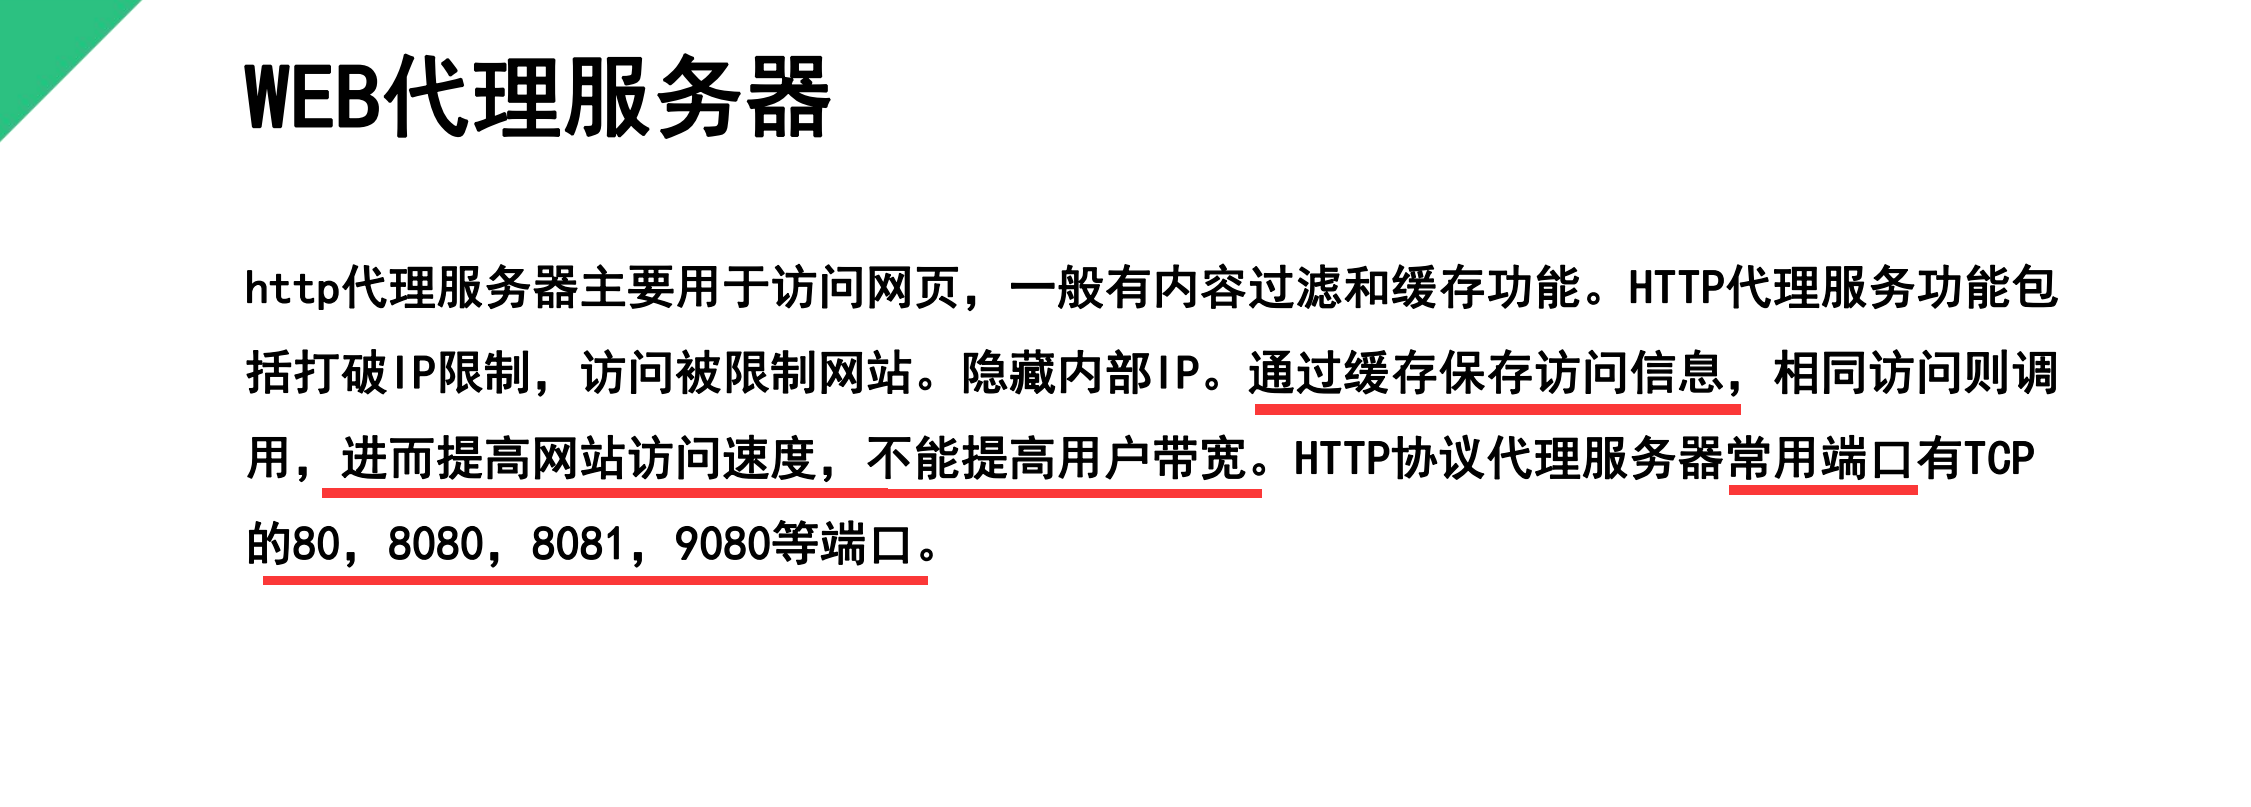 WEB代理服务器
http代理服务器主要用于访问网页，一般有内容过滤和缓存功能。HTTP代理服务功能包
括打破IP限制，访问被限制网站。隐藏内部IP。通过缓存保存访问信息，相同访问则调
用，进而提高网站访问速度，不能提高用户带宽。HTTP协议代理服务器常用端口有TCP
的80，8080，8081，9080等端口。